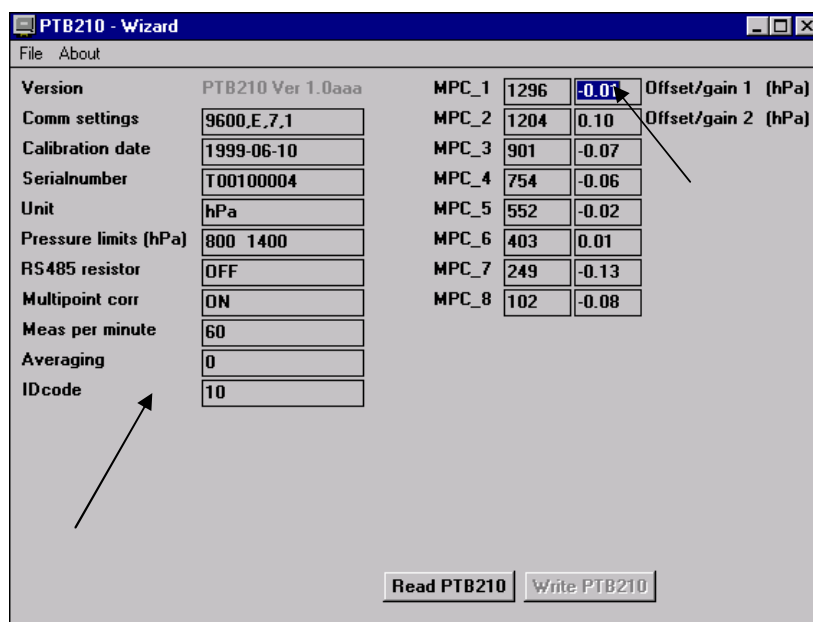 PTB210 - Wizard
File About
Version PTB210 Ver 1.0aaa
Comm settings 9600,E,7,1
Calibration date 1999-06-10
Serialnumber T00100004
Unit hPa
Pressure limits (hPa) 800 1400
RS485 resistor OFF
Multipoint corr ON
Meas per minute 60
Averaging 0
IDcode 10
MPC_1 1296 -0.01 Offset/gain 1 (hPa)
MPC_2 1204 0.10 Offset/gain 2 (hPa)
MPC_3 901 -0.07
MPC_4 754 -0.06
MPC_5 552 -0.02
MPC_6 403 0.01
MPC_7 249 -0.13
MPC_8 102 -0.08
Read PTB210 Write PTB210